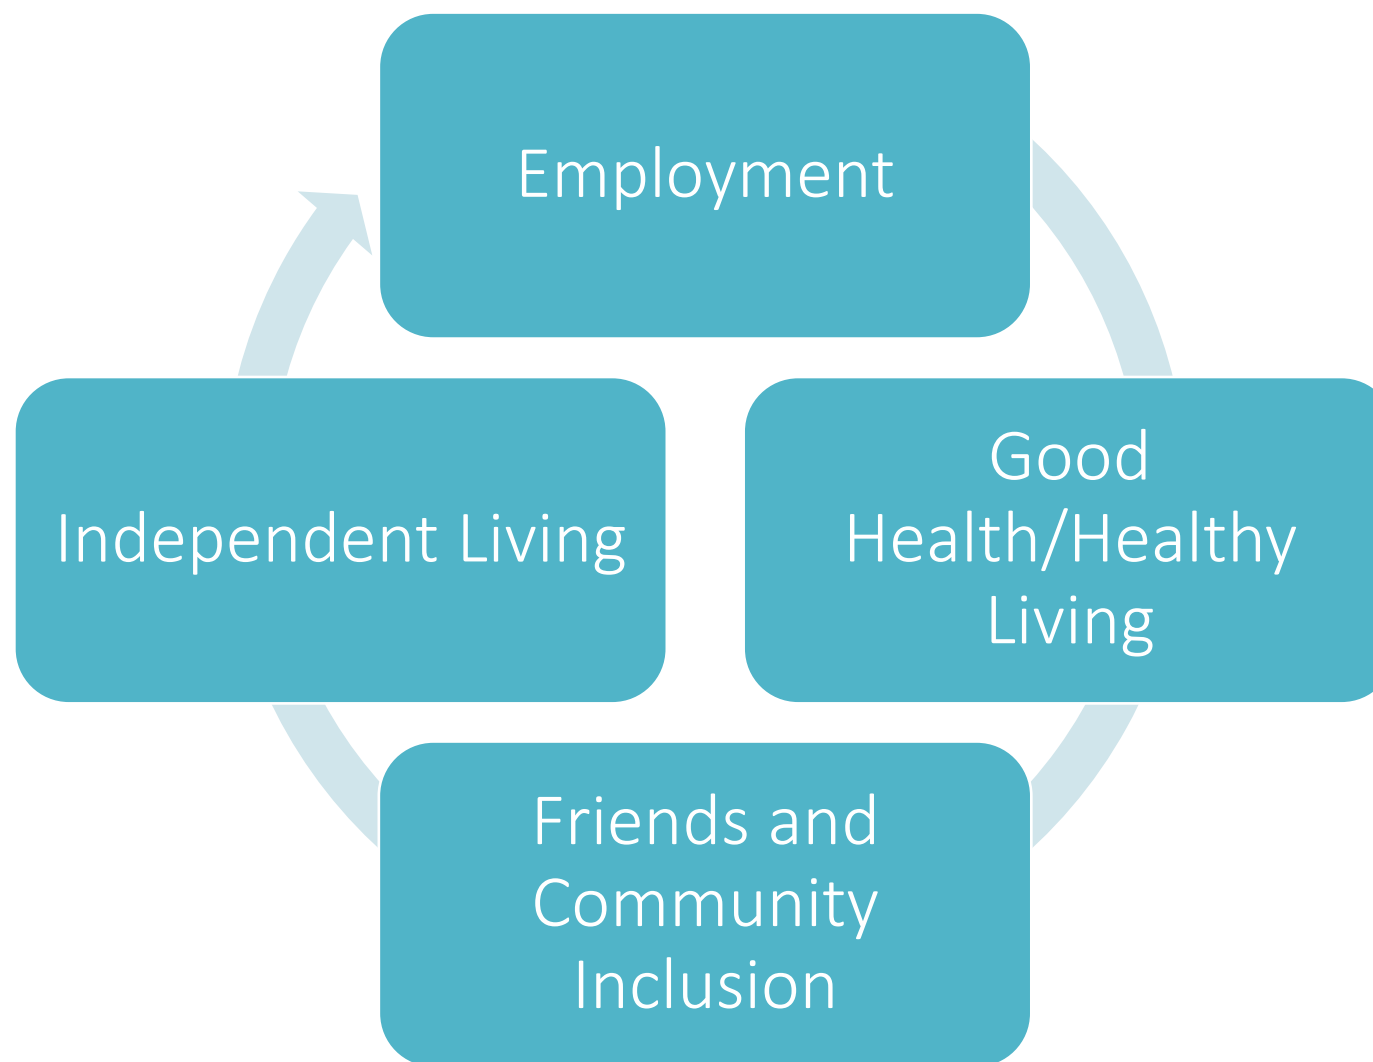 Employment
Good
Health/Healthy
Living
Friends and
Community
Inclusion
Independent Living